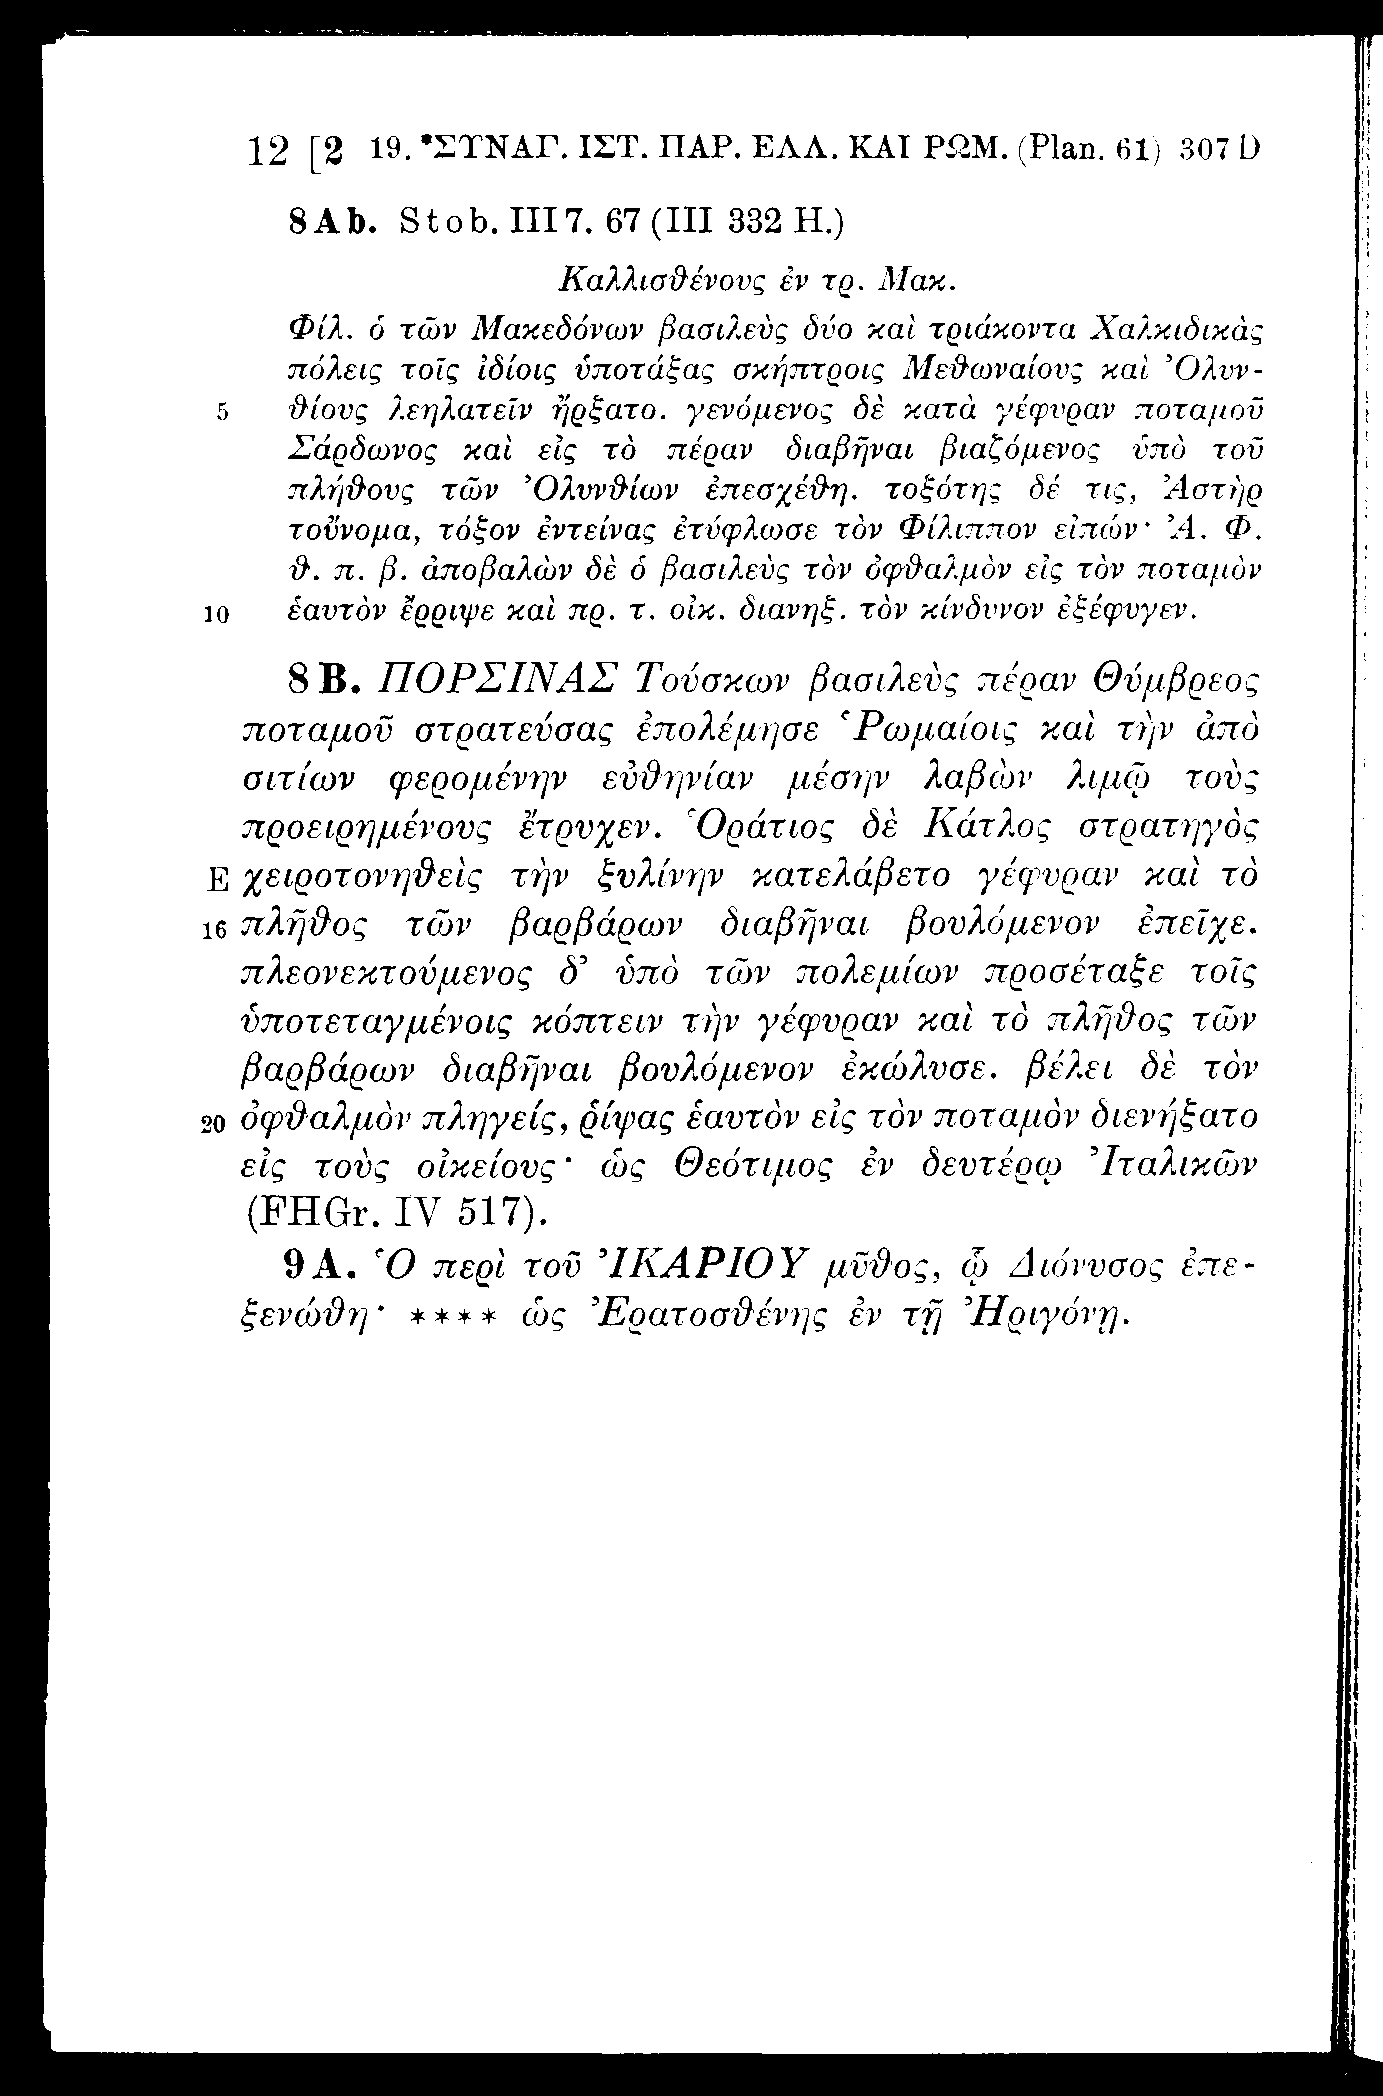 12 [2 19. *ΣΥΝΑΓ. ΙΣΤ. ΠΑΡ. ΕΛΛ. ΚΑΙ ΡΩΜ. (Plan. 61) 307 D
8 Ab. Stob. III 7. 67 (III 332 H.)
Καλλισθένους ἐν τρ. Μακ.
Φίλ. ὁ τῶν Μακεδόνων βασιλεὺς δύο καὶ τριάκοντα Χαλκιδικὰς
πόλεις τοῖς ἰδίοις ὑποτάξας σκήπτροις Μεθωναίους καὶ Ὀλυν-
5 θίους λεηλατεῖν ἤρξατο. γενόμενος δὲ κατὰ γέφυραν ποταμοῦ
Σάρδωνος καὶ εἰς τὸ πέραν διαβῆναι βιαζόμενος ὑπὸ τοῦ
πλήθους τῶν Ὀλυνθίων ἐπεσχέθη. τοξότης δέ τις, Ἀστὴρ
τοὔνομα, τόξον ἐντείνας ἐτύφλωσε τὸν Φίλιππον εἰπών· Ἀ. Φ.
θ. π. β. ἀποβαλὼν δὲ ὁ βασιλεὺς τὸν ὀφθαλμὸν εἰς τὸν ποταμὸν
10 ἑαυτὸν ἔρριψε καὶ πρ. τ. οἰκ. διανηξ. τὸν κίνδυνον ἐξέφυγεν.
8 B. ΠΟΡΣΙΝΑΣ Τούσκων βασιλεὺς πέραν Θύμβρεος
ποταμοῦ στρατεύσας ἐπολέμησε Ῥωμαίοις καὶ τὴν ἀπὸ
σιτίων φερομένην εὐθηνίαν μέσην λαβὼν λιμῷ τοὺς
προειρημένους ἔτρυχεν. Ὁράτιος δὲ Κάτλος στρατηγὸς
E χειροτονηθεὶς τὴν ξυλίνην κατελάβετο γέφυραν καὶ τὸ
16 πλῆθος τῶν βαρβάρων διαβῆναι βουλόμενον ἐπεῖχε.
πλεονεκτούμενος δ’ ὑπὸ τῶν πολεμίων προσέταξε τοῖς
ὑποτεταγμένοις κόπτειν τὴν γέφυραν καὶ τὸ πλῆθος τῶν
βαρβάρων διαβῆναι βουλόμενον ἐκώλυσε. βέλει δὲ τὸν
20 ὀφθαλμὸν πληγείς, ῥίψας ἑαυτὸν εἰς τὸν ποταμὸν διενήξατο
εἰς τοὺς οἰκείους· ὡς Θεότιμος ἐν δευτέρῳ Ἰταλικῶν
(FHGr. IV 517).
9 A. Ὁ περὶ τοῦ ἸΚΑΡΙΟΥ μῦθος, ᾧ Διόνυσος ἐπε-
ξενώθη· **** ὡς Ἐρατοσθένης ἐν τῇ Ἠριγόνῃ.